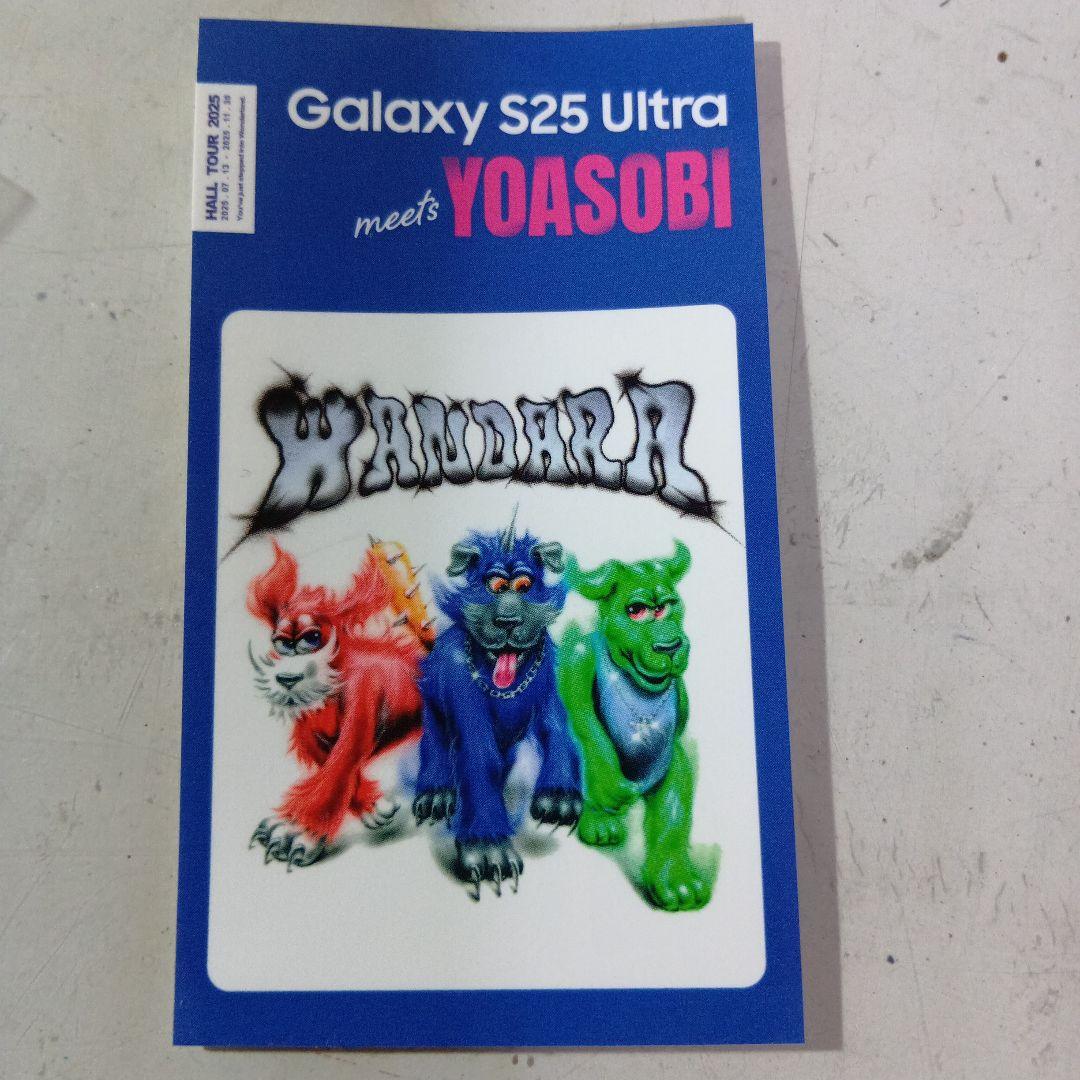 Galaxy S25 Ultra
meets YOASOBI
HALL TOUR 2025
2025.07.13 - 2025.11.30
You've just stepped into Wonderland.
WANDARA